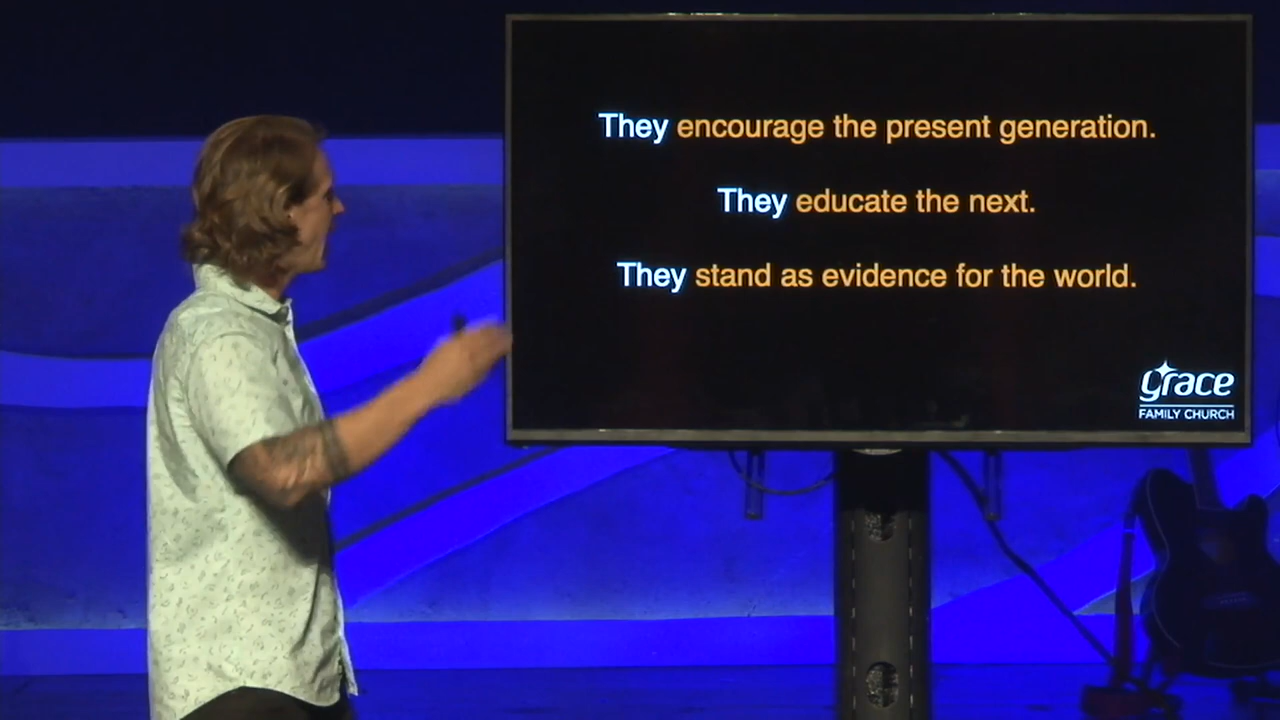 They encourage the present generation.
They educate the next.
They stand as evidence for the world.
grace
FAMILY CHURCH